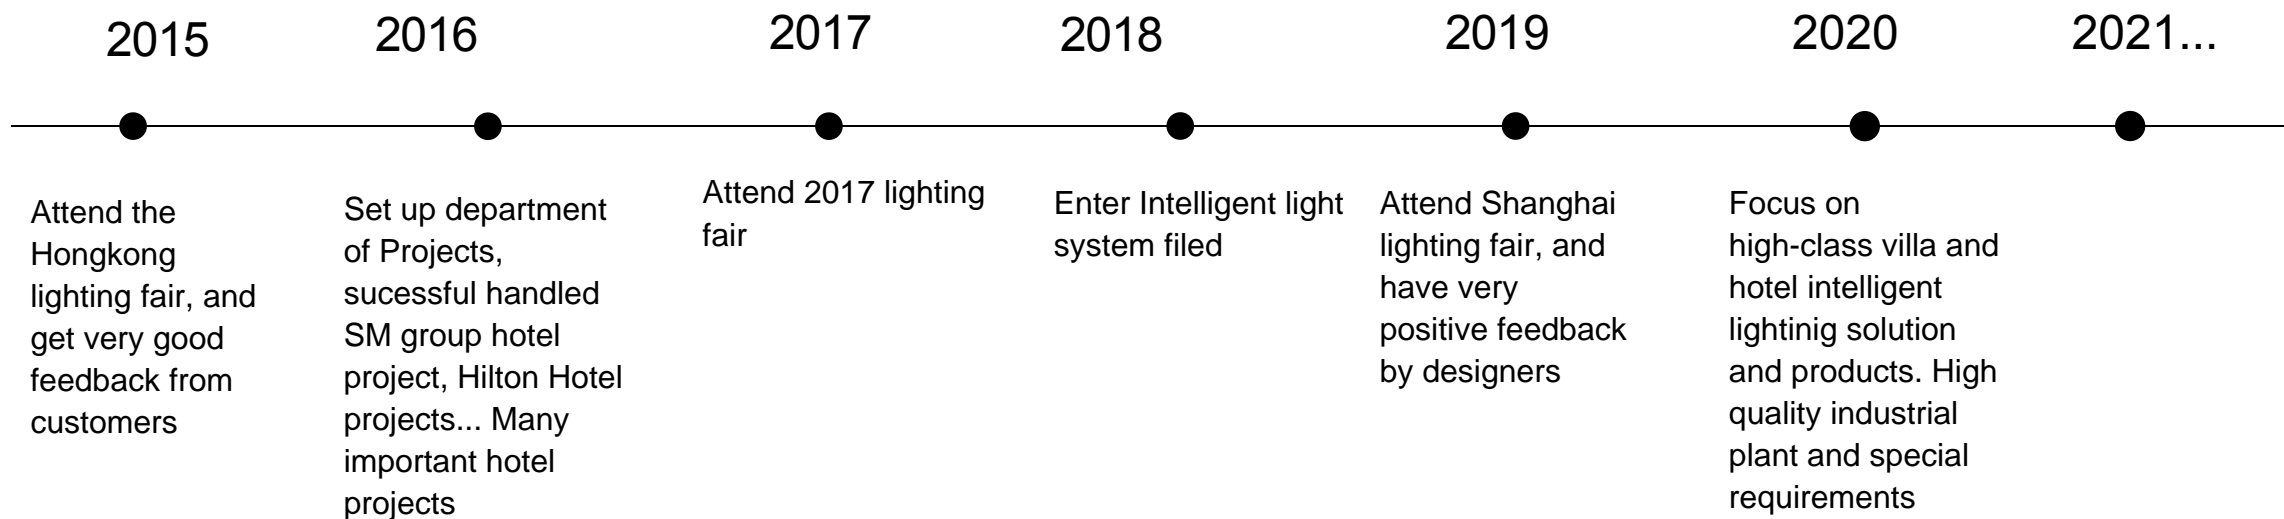 2015
2016
2017
2018
2019
2020
2021...
Attend the
Hongkong
lighting fair, and
get very good
feedback from
customers
Set up department
of Projects,
sucessful handled
SM group hotel
project, Hilton Hotel
projects... Many
important hotel
projects
Attend 2017 lighting
fair
Enter Intelligent light
system filed
Attend Shanghai
lighting fair, and
have very
positive feedback
by designers
Focus on
high-class villa and
hotel intelligent
lightinig solution
and products. High
quality industrial
plant and special
requirements